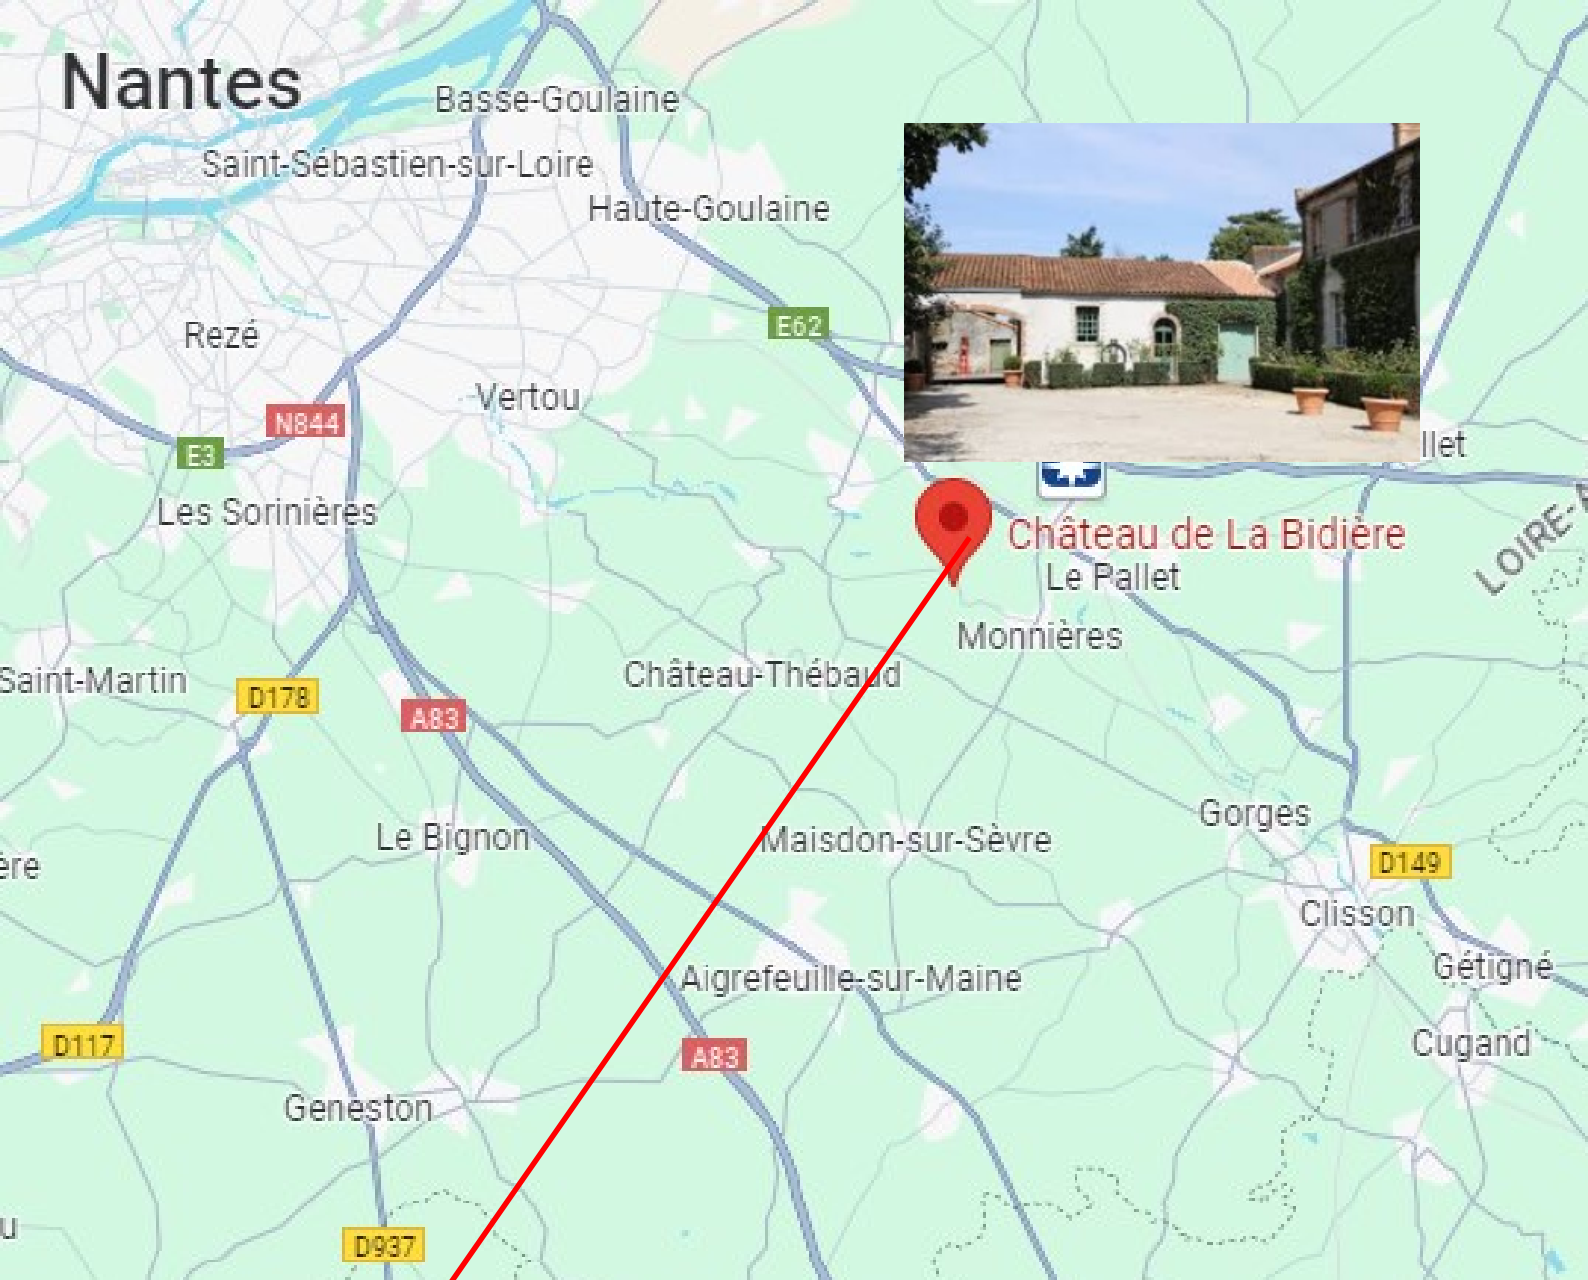 Nantes
Basse-Goulaine
Saint-Sébastien-sur-Loire
Haute-Goulaine
E62
Rezé
Vertou
N844
E3
llet
Les Sorinières
Château de La Bidière
LOIRE-A
Le Pallet
Monnières
Château-Thébaud
Saint-Martin
D178
A83
Gorges
Le Bignon
Maisdon-sur-Sèvre
ère
D149
Clisson
Gétigné
Aigrefeuille-sur-Maine
D117
Cugand
A83
Geneston
u
D937